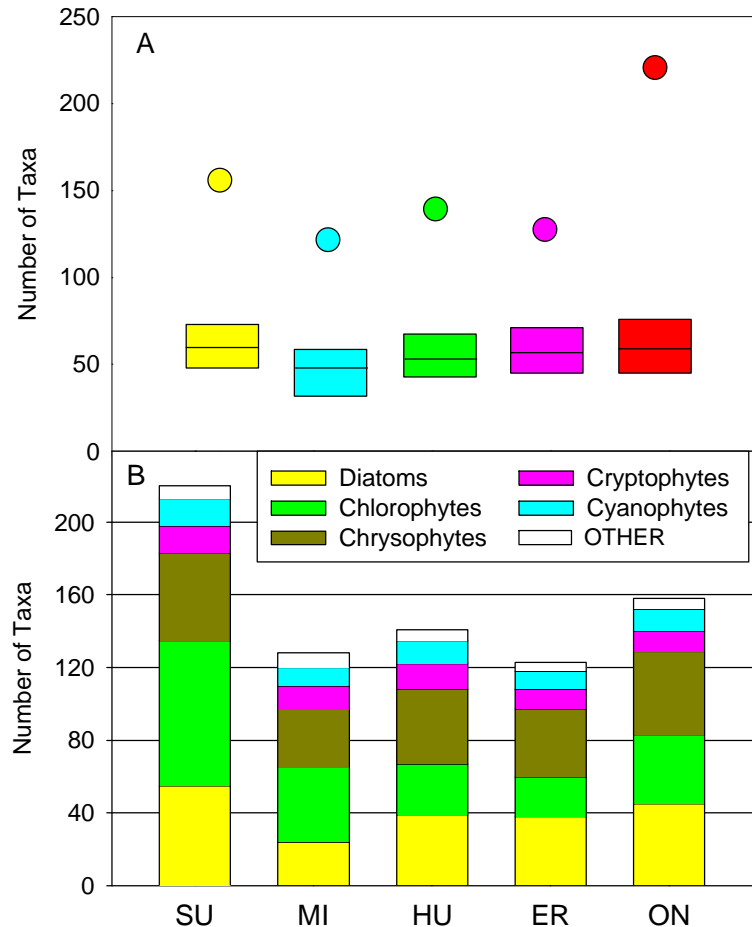 250
A
200
150
100
50
0
Number of Taxa
B
Diatoms
Chlorophytes
Chrysophytes
Cryptophytes
Cyanophytes
OTHER
200
160
120
80
40
0
Number of Taxa
SU MI HU ER ON